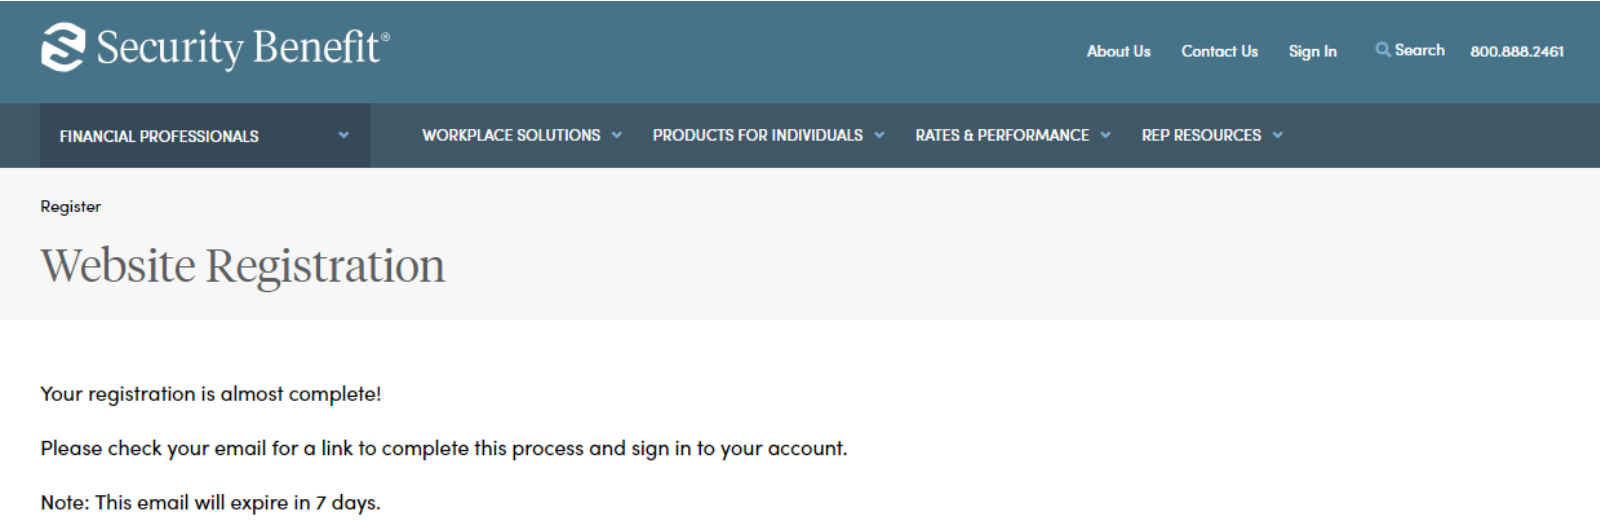 Security Benefit®
About Us Contact Us Sign In Search 800.888.2461
FINANCIAL PROFESSIONALS WORKPLACE SOLUTIONS PRODUCTS FOR INDIVIDUALS RATES & PERFORMANCE REP RESOURCES
Register
Website Registration
Your registration is almost complete!
Please check your email for a link to complete this process and sign in to your account.
Note: This email will expire in 7 days.